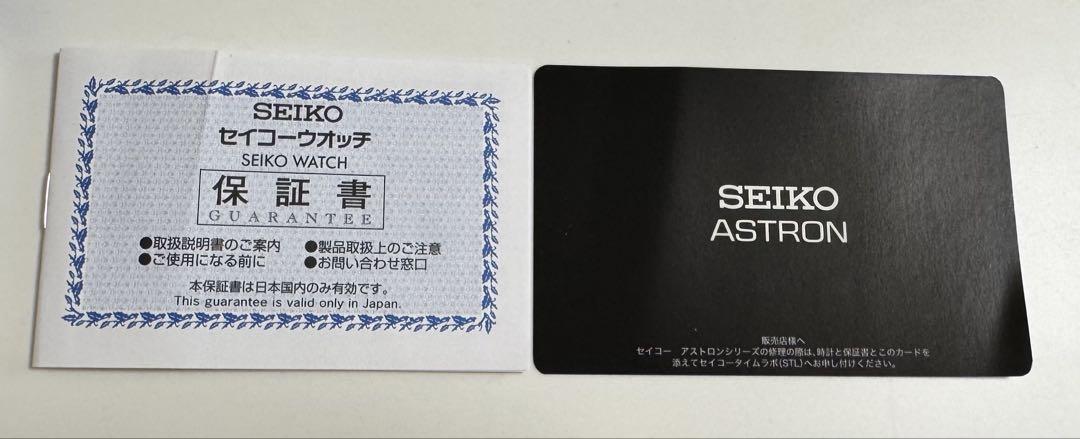 SEIKO
セイコーウオッチ
SEIKO WATCH
保証書
GUARANTEE
●取扱説明書のご案内 ●製品取扱上のご注意
●ご使用になる前に ●お問い合わせ窓口
本保証書は日本国内のみ有効です。
This guarantee is valid only in Japan.
SEIKO
ASTRON
販売店様へ
セイコー アストロンシリーズの修理の際は、時計と保証書とこのカードを
添えてセイコータイムラボ(STL)へお申し付けください。